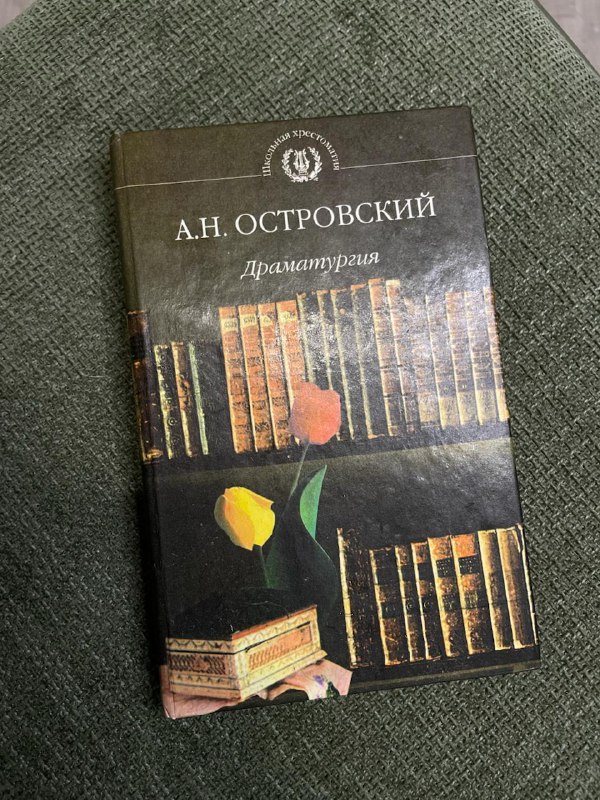 Школьная хрестоматия
А.Н. ОСТРОВСКИЙ
Драматургия